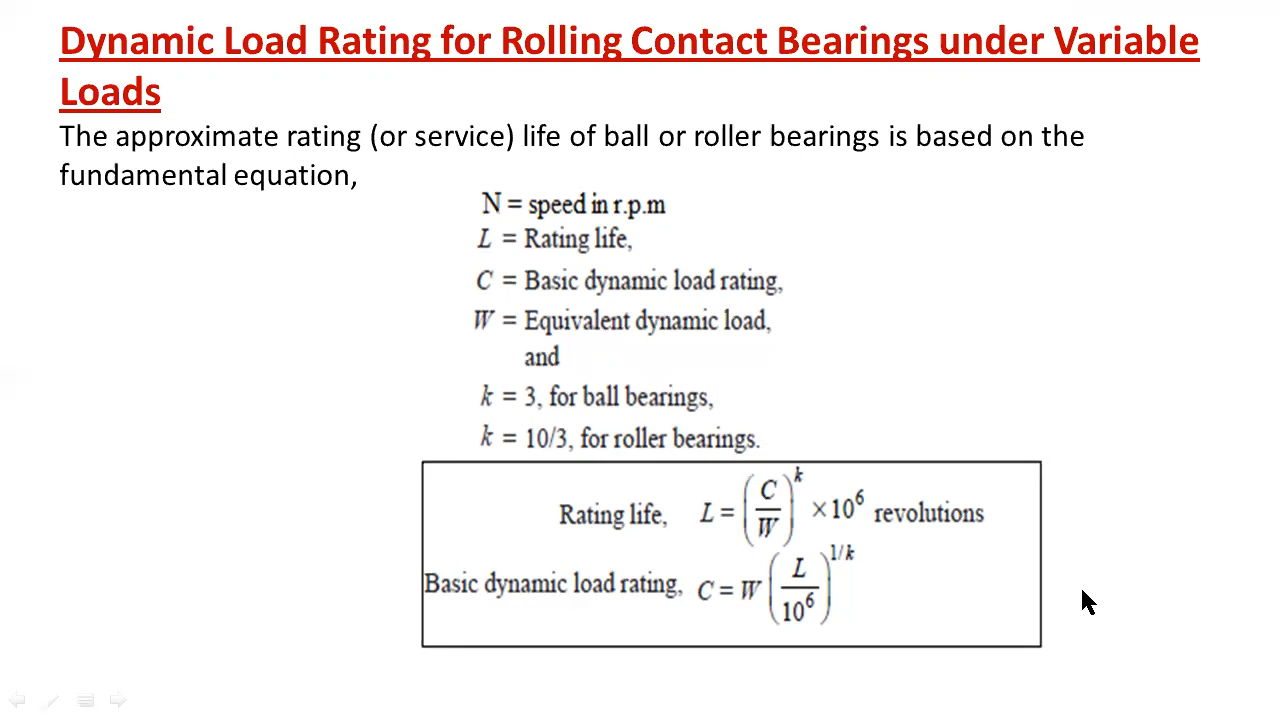 Dynamic Load Rating for Rolling Contact Bearings under Variable
Loads
The approximate rating (or service) life of ball or roller bearings is based on the
fundamental equation,
N = speed in r.p.m
L = Rating life,
C = Basic dynamic load rating,
W = Equivalent dynamic load,
and
k = 3, for ball bearings,
k = 10/3, for roller bearings.
Rating life, L = (C/W)^k × 10^6 revolutions
Basic dynamic load rating, C = W (L/10^6)^1/k